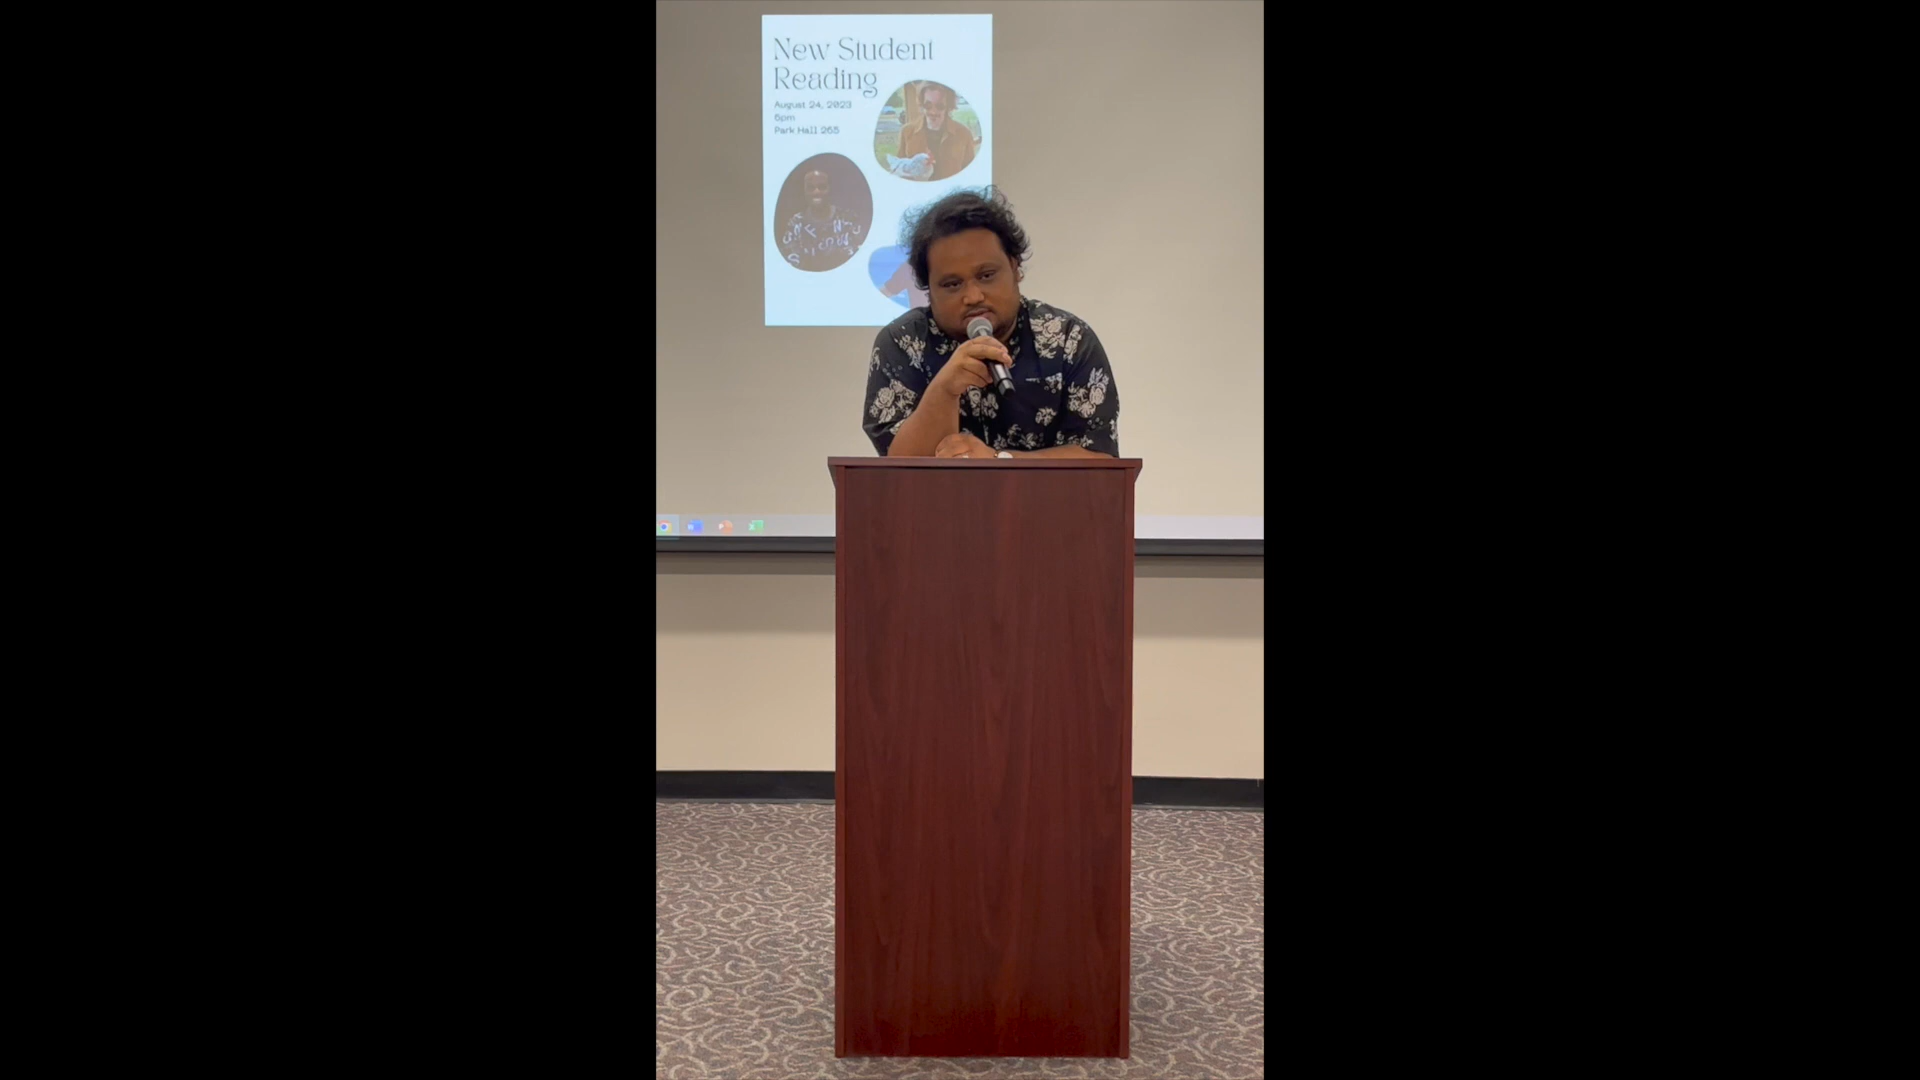 New Student
Reading
August 24, 2023
6pm
Park Hall 265